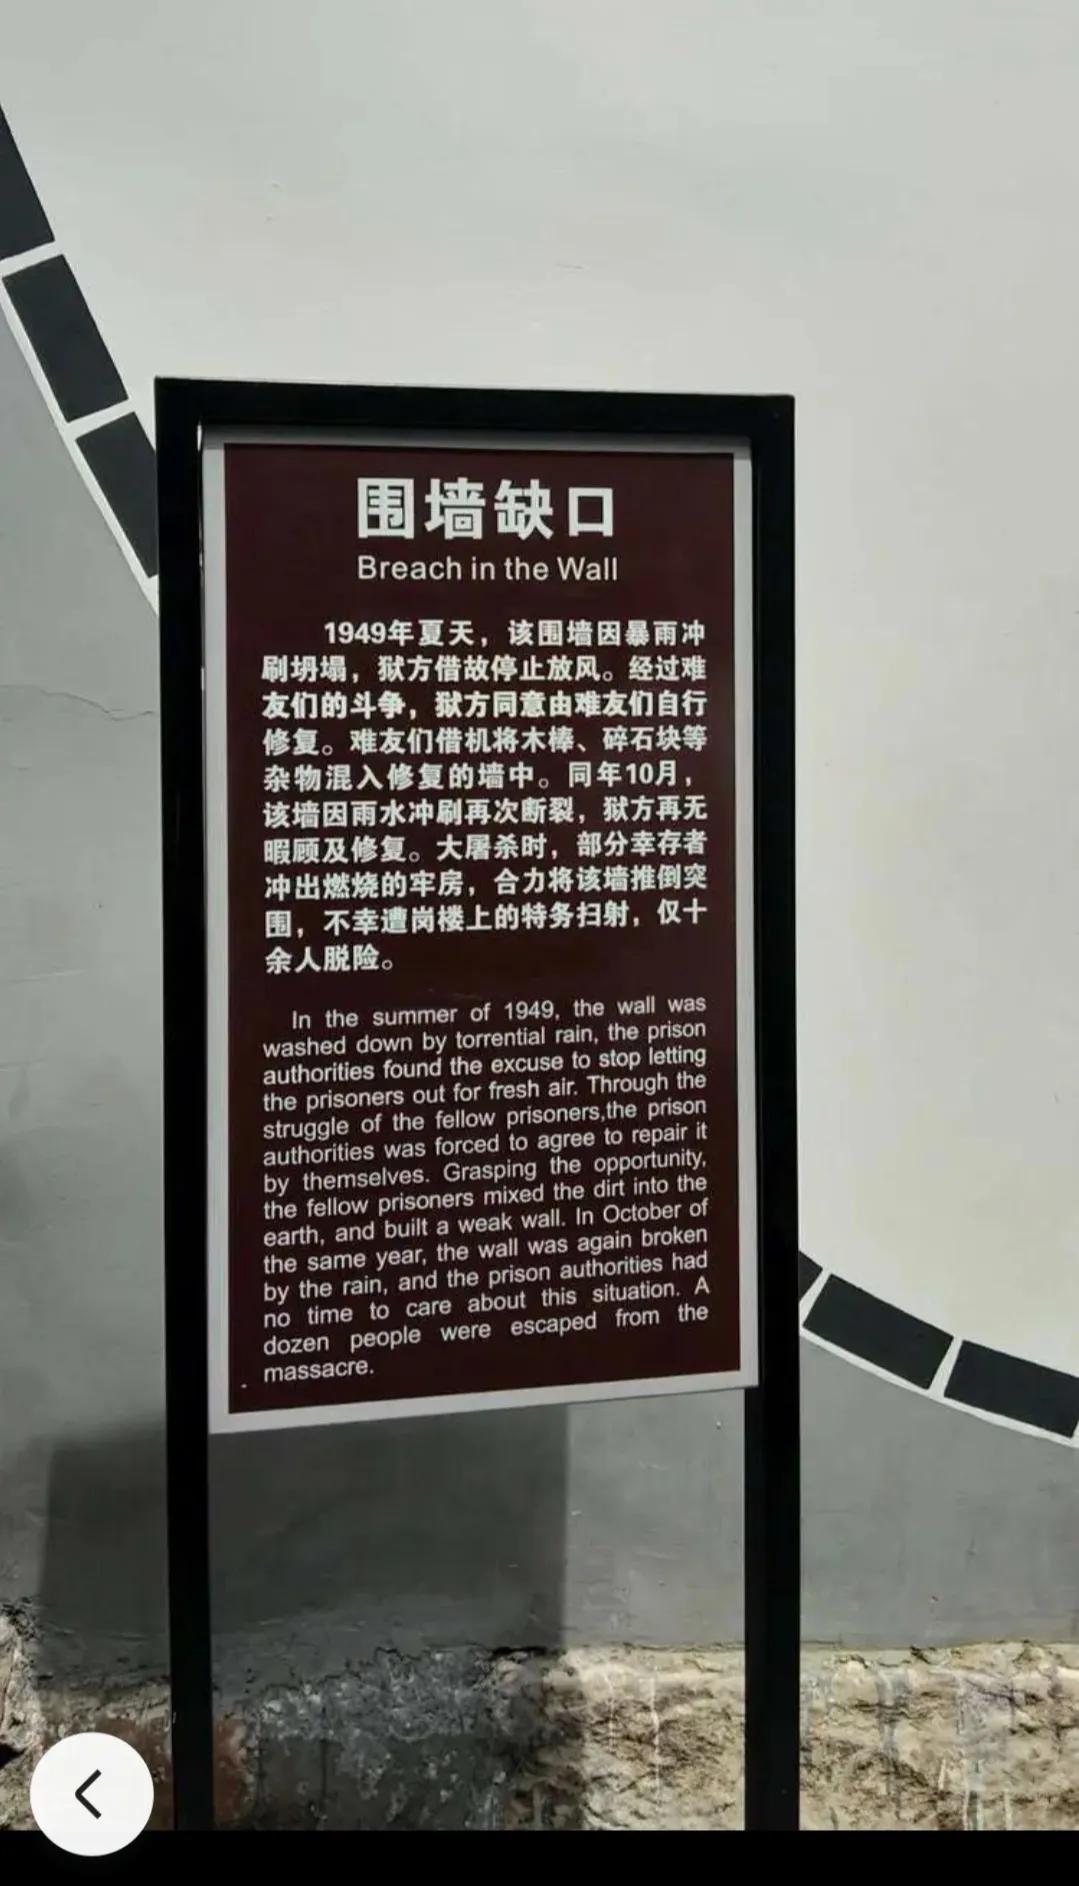 围墙缺口
Breach in the Wall
1949年夏天，该围墙因暴雨冲
刷坍塌，狱方借故停止放风。经过难
友们的斗争，狱方同意由难友们自行
修复。难友们借机将木棒、碎石块等
杂物混入修复的墙中。同年10月，
该墙因雨水冲刷再次断裂，狱方再无
暇顾及修复。大屠杀时，部分幸存者
冲出燃烧的牢房，合力将该墙推倒突
围，不幸遭岗楼上的特务扫射，仅十
余人脱险。
In the summer of 1949, the wall was
washed down by torrential rain, the prison
authorities found the excuse to stop letting
the prisoners out for fresh air. Through the
struggle of the fellow prisoners,the prison
authorities was forced to agree to repair it
by themselves. Grasping the opportunity,
the fellow prisoners mixed the dirt into the
earth, and built a weak wall. In October of
the same year, the wall was again broken
by the rain, and the prison authorities had
no time to care about this situation. A
dozen people were escaped from the
massacre.